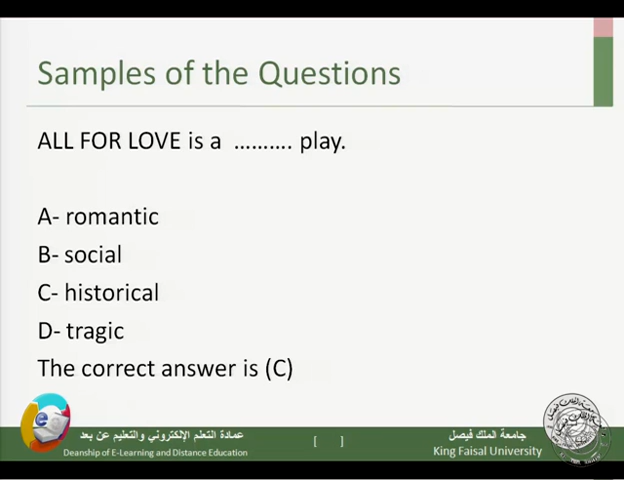 Samples of the Questions
ALL FOR LOVE is a ………. play.
A- romantic
B- social
C- historical
D- tragic
The correct answer is (C)
عمادة التعلم الإلكتروني والتعليم عن بعد
Deanship of E-Learning and Distance Education
[ ]
جامعة الملك فيصل
King Faisal University